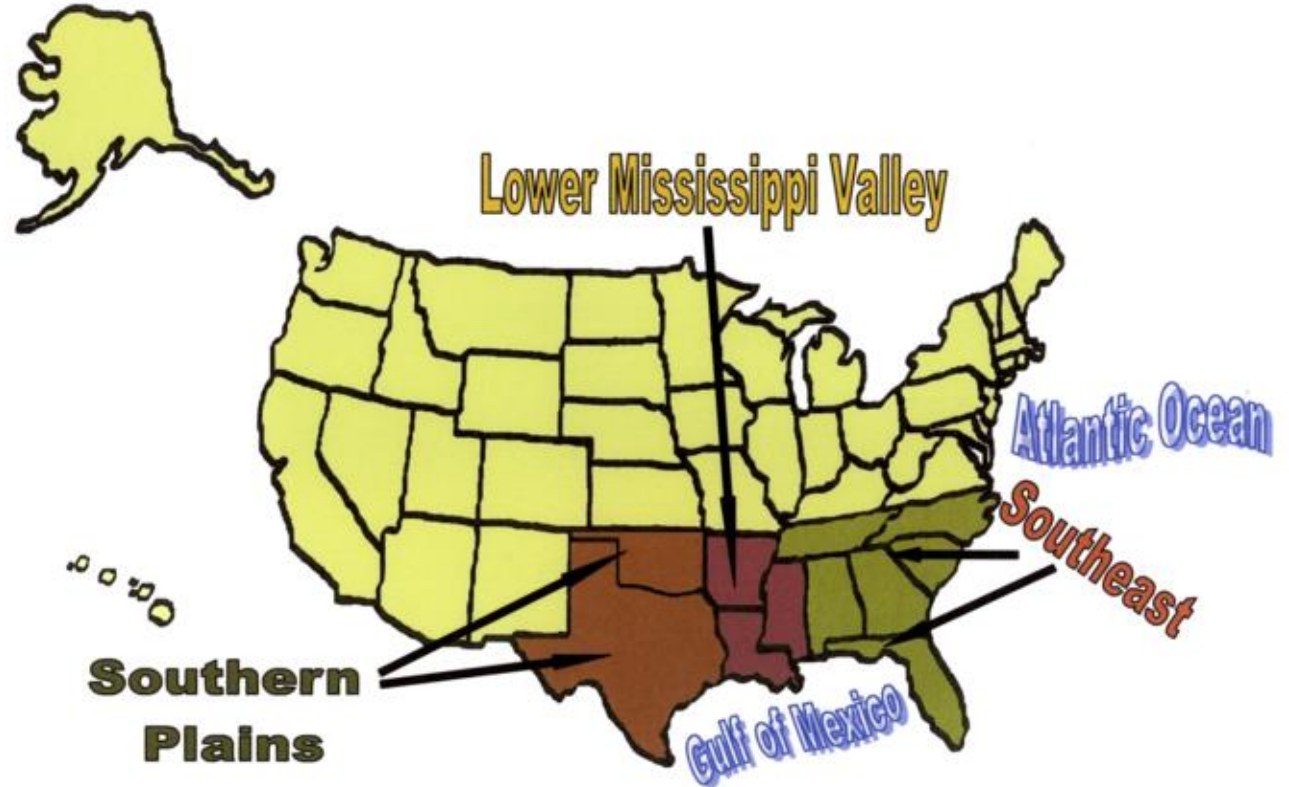 Lower Mississippi Valley
Atlantic Ocean
Southeast
Southern
Plains
Gulf of Mexico